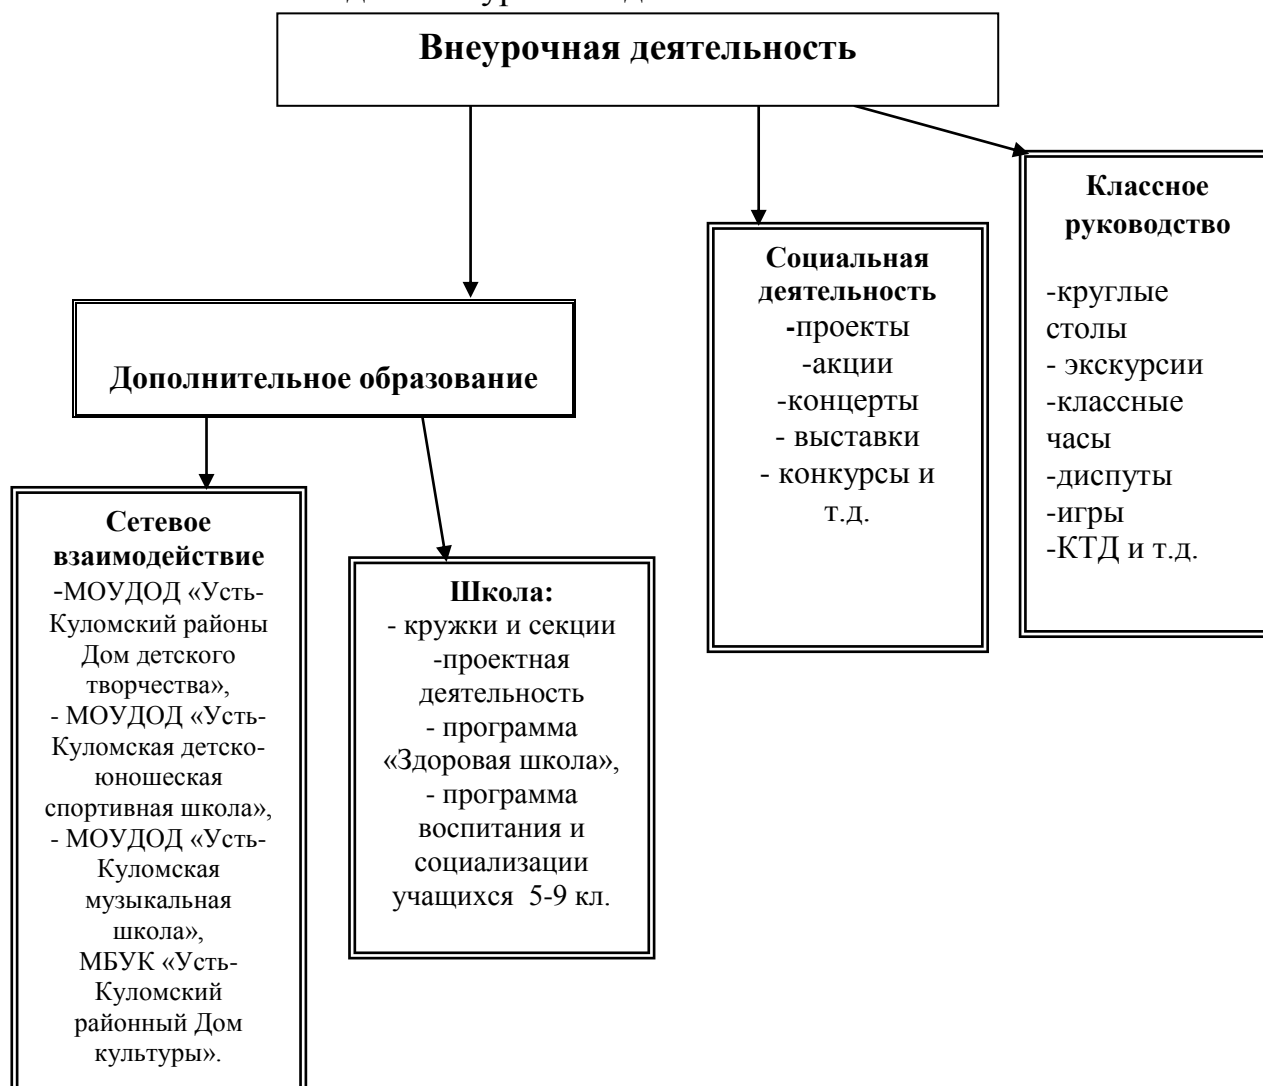 Внеурочная деятельность
Классное
руководство
-круглые
столы
- экскурсии
-классные
часы
-диспуты
-игры
-КТД и т.д.
Социальная
деятельность
-проекты
-акции
-концерты
- выставки
- конкурсы и
т.д.
Дополнительное образование
Сетевое
взаимодействие
-МОУДОД «Усть-
Куломский районы
Дом детского
творчества»,
- МОУДОД «Усть-
Куломская детско-
юношеская
спортивная школа»,
- МОУДОД «Усть-
Куломская
музыкальная
школа»,
МБУК «Усть-
Куломский
районный Дом
культуры».
Школа:
- кружки и секции
-проектная
деятельность
- программа
«Здоровая школа»,
- программа
воспитания и
социализации
учащихся 5-9 кл.